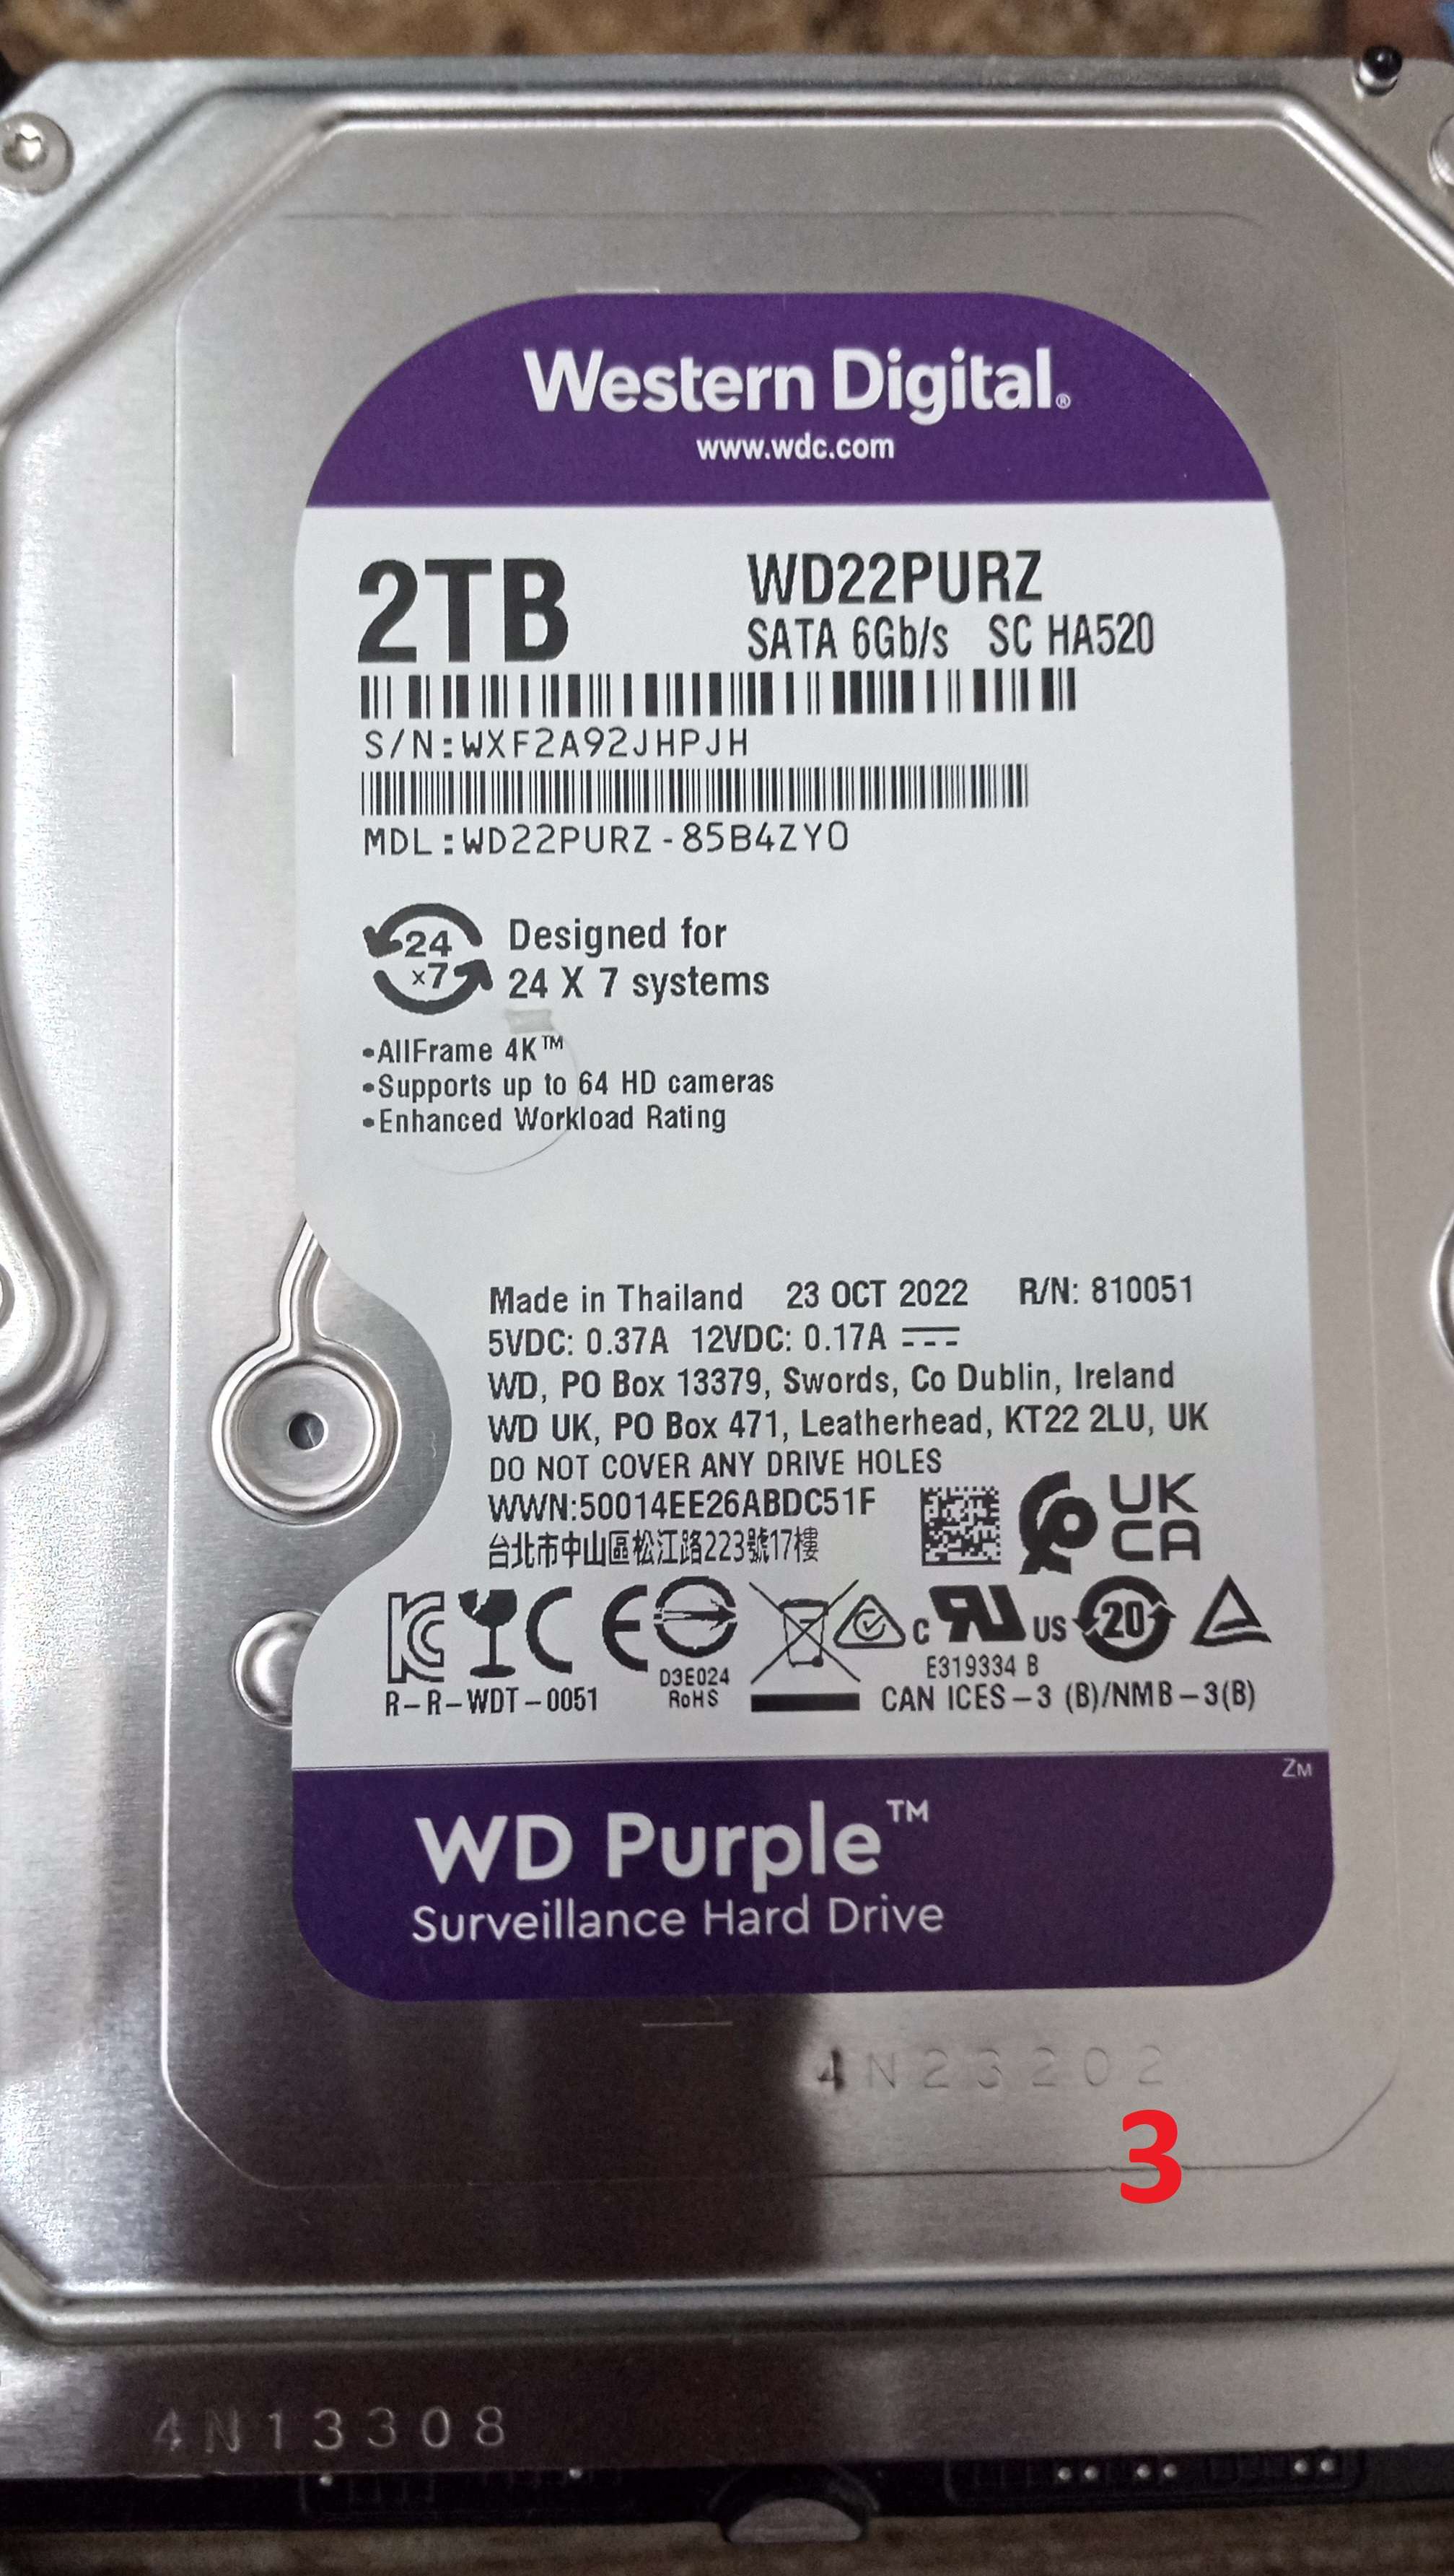 Western Digital®
www.wdc.com
2TB
WD22PURZ
SATA 6Gb/s SC HA520
S/N:WXF2A92JHPJH
MDL:WD22PURZ-85B4ZY0
24
x7
Designed for
24 X 7 systems
•AllFrame 4K™
•Supports up to 64 HD cameras
•Enhanced Workload Rating
Made in Thailand 23 OCT 2022 R/N: 810051
5VDC: 0.37A 12VDC: 0.17A
WD, PO Box 13379, Swords, Co Dublin, Ireland
WD UK, PO Box 471, Leatherhead, KT22 2LU, UK
DO NOT COVER ANY DRIVE HOLES
WWN:50014EE26ABDC51F
UK
CA
台北市中山區松江路223號17樓
CE
c RU US
20
D3E024
RoHS
E319334 B
R-R-WDT-0051
CAN ICES-3 (B)/NMB-3(B)
ZM
WD Purple™
Surveillance Hard Drive
4N23202
3
4N13308